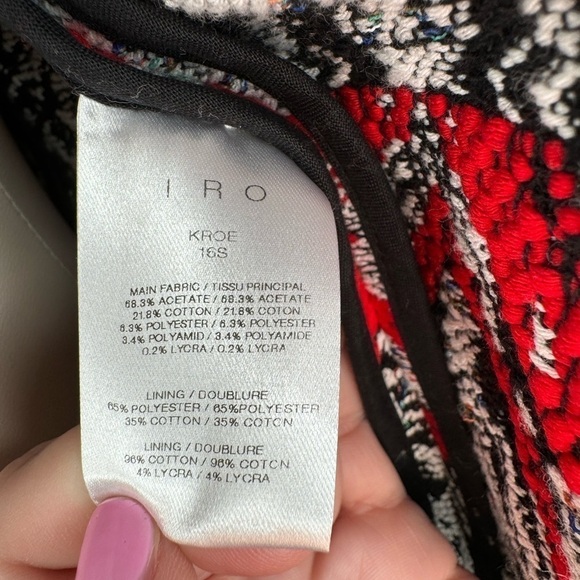 IRO
KROE
16S
MAIN FABRIC / TISSU PRINCIPAL
68.3% ACETATE / 68.3% ACETATE
21.8% COTTON / 21.8% COTON
6.3% POLYESTER / 6.3% POLYESTER
3.4% POLYAMID / 3.4% POLYAMIDE
0.2% LYCRA / 0.2% LYCRA
LINING / DOUBLURE
65% POLYESTER / 65%POLYESTER
35% COTTON / 35% COTON
LINING / DOUBLURE
96% COTTON / 96% COTON
4% LYCRA / 4% LYCRA